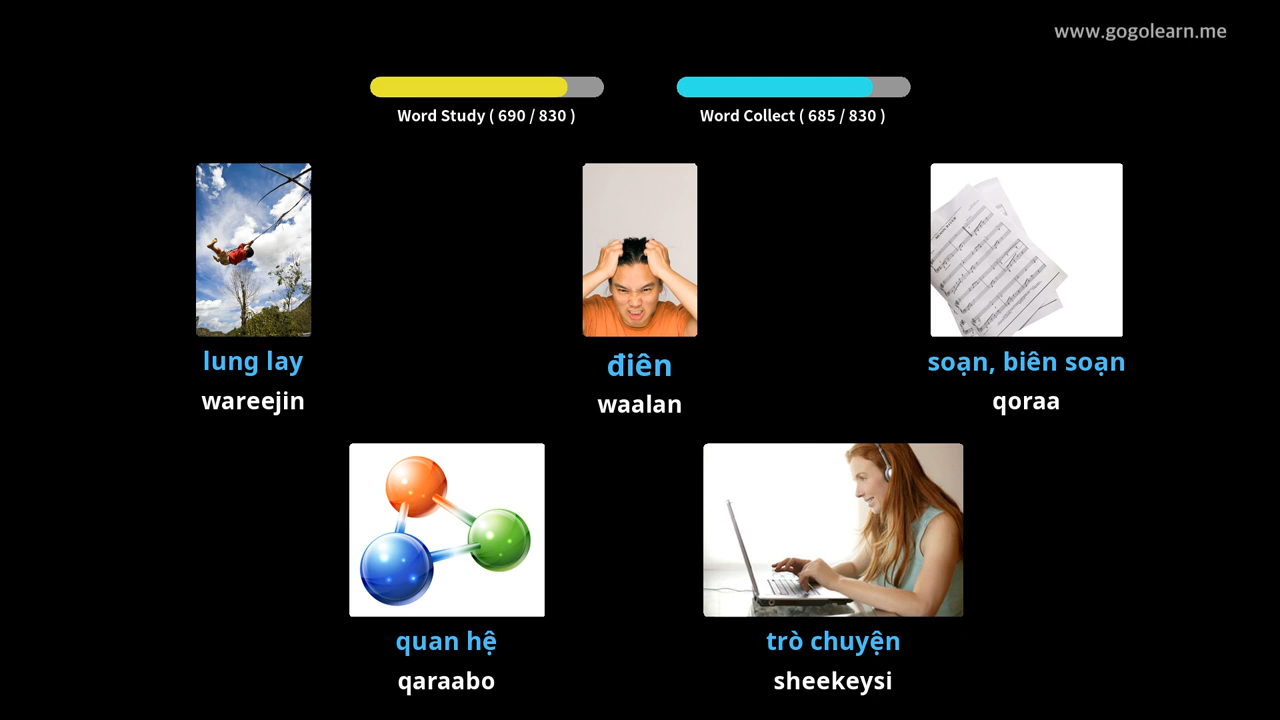 www.gogolearn.me
Word Study ( 690 / 830 )
Word Collect ( 685 / 830 )
lung lay
wareejin
điên
waalan
soạn, biên soạn
qoraa
quan hệ
qaraabo
trò chuyện
sheekeysi